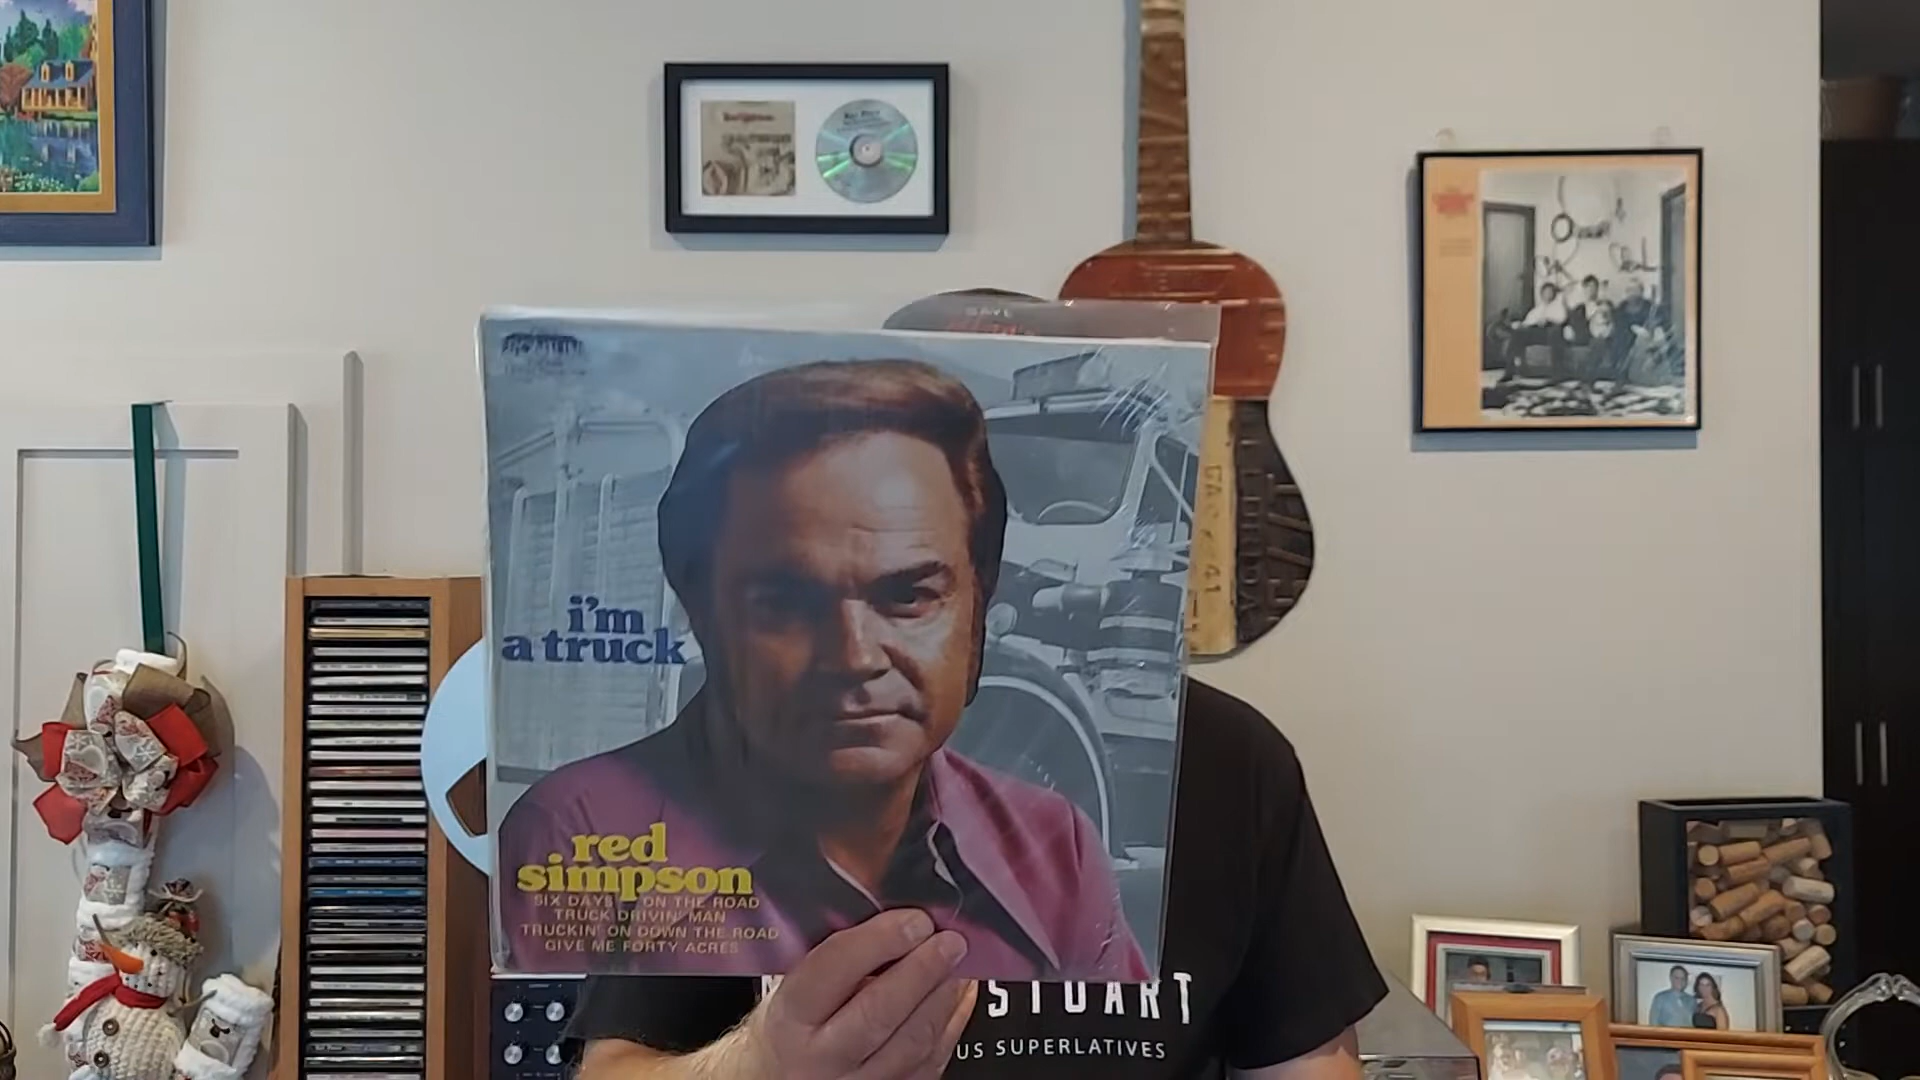 i'm
a truck
red
simpson
SIX DAYS ON THE ROAD
TRUCK DRIVIN' MAN
TRUCKIN' ON DOWN THE ROAD
GIVE ME FORTY ACRES
STUART
US SUPERLATIVES